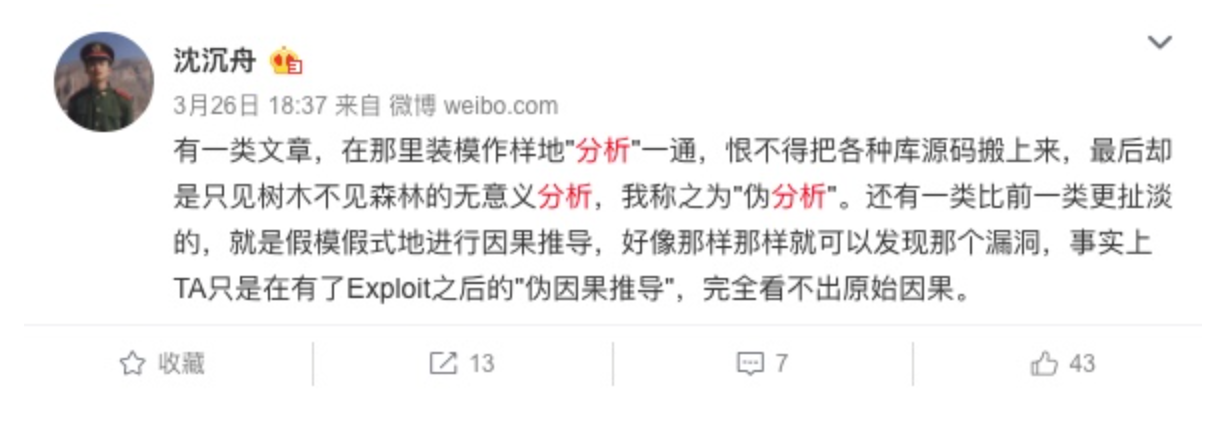 沈沉舟
3月26日 18:37 来自 微博 weibo.com
有一类文章，在那里装模作样地"分析"一通，恨不得把各种库源码搬上来，最后却
是只见树木不见森林的无意义分析，我称之为"伪分析"。还有一类比前一类更扯淡
的，就是假模假式地进行因果推导，好像那样那样就可以发现那个漏洞，事实上
TA只是在有了Exploit之后的"伪因果推导"，完全看不出原始因果。
收藏 13 7 43